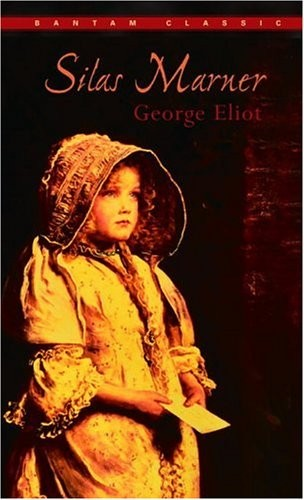 BANTAM CLASSIC
Silas Marner
George Eliot